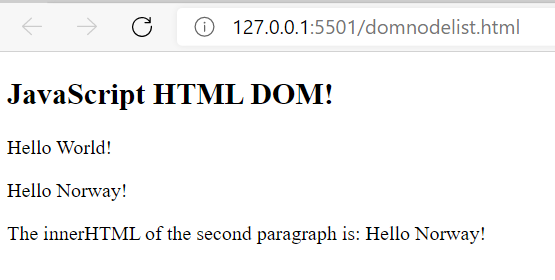 127.0.0.1:5501/domnodelist.html
JavaScript HTML DOM!
Hello World!
Hello Norway!
The innerHTML of the second paragraph is: Hello Norway!